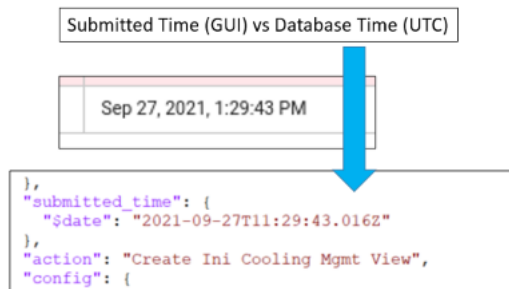 Submitted Time (GUI) vs Database Time (UTC)
Sep 27, 2021, 1:29:43 PM
},
"submitted_time": {
"$date": "2021-09-27T11:29:43.016Z"
},
"action": "Create Ini Cooling Mgmt View",
"config": {